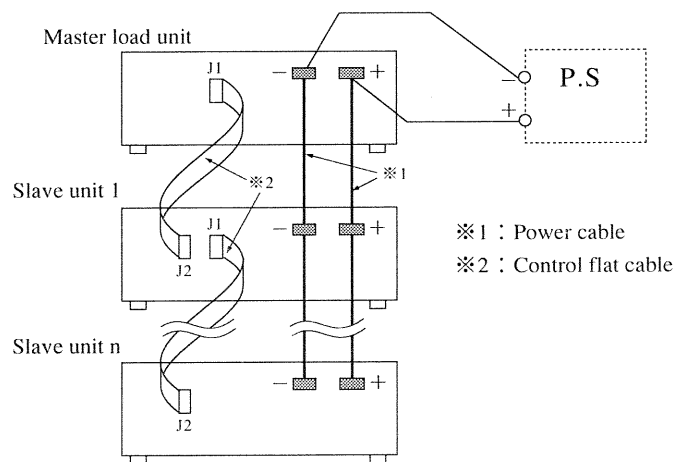 Master load unit
J1
− +
− P.S
+
※2 ※1
Slave unit 1
J1
− +
J2
※1 : Power cable
※2 : Control flat cable
Slave unit n
− +
J2